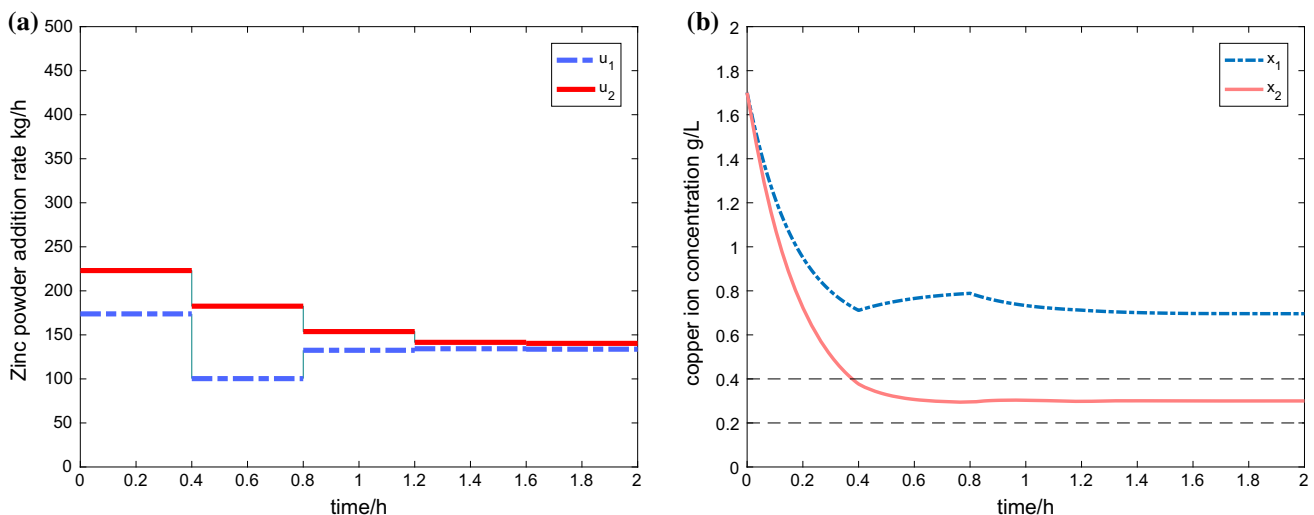 (a)
Zinc powder addition rate kg/h
500
450
400
350
300
250
200
150
100
50
0
0 0.2 0.4 0.6 0.8 1 1.2 1.4 1.6 1.8 2
time/h
u1
u2
(b)
copper ion concentration g/L
2
1.8
1.6
1.4
1.2
1
0.8
0.6
0.4
0.2
0
0 0.2 0.4 0.6 0.8 1 1.2 1.4 1.6 1.8 2
time/h
x1
x2